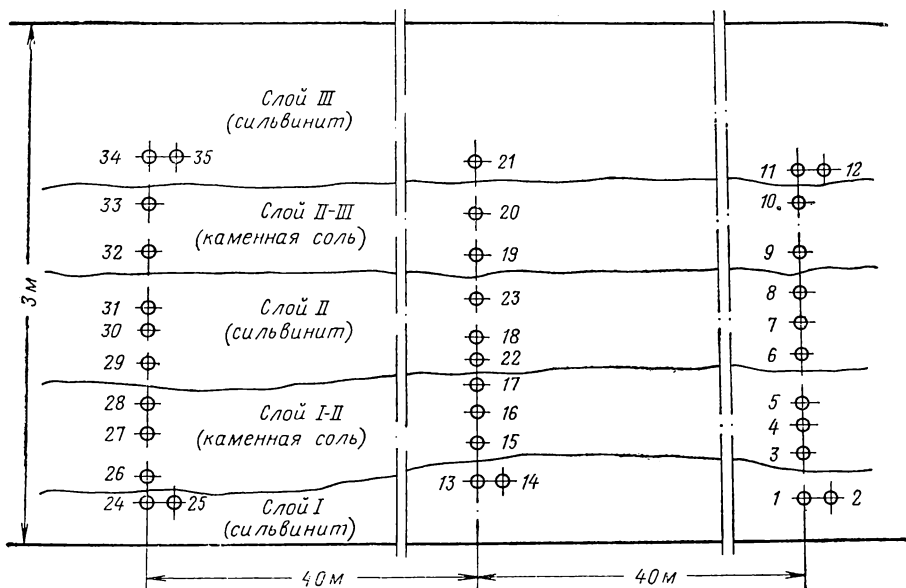 Слой III
(сильвинит)
34 35
21
11 12
33
Слой II-III
(каменная соль)
20
10
32
19
9
3 м
31
30
29
Слой II
(сильвинит)
23
18
22
8
7
6
28
27
26
Слой I-II
(каменная соль)
17
16
15
5
4
3
24 25
Слой I
(сильвинит)
13 14
1 2
40 м
40 м